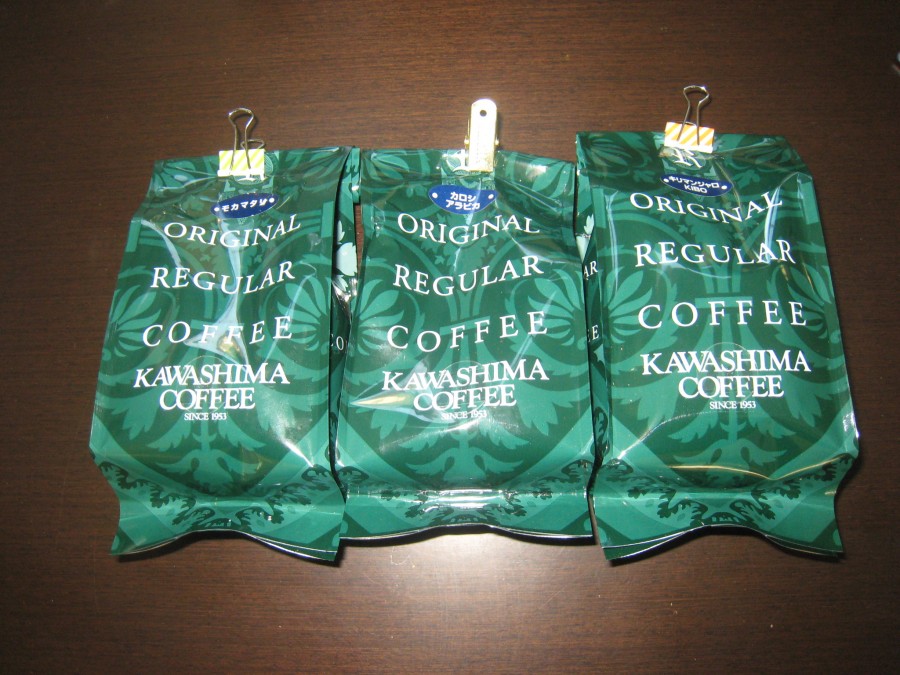 モカマタリ
ORIGINAL
REGULAR
COFFEE
KAWASHIMA
COFFEE
SINCE 1953
カロシ
アラビカ
ORIGINAL
REGULAR
COFFEE
KAWASHIMA
COFFEE
SINCE 1953
キリマンジャロ
KIBO
ORIGINAL
REGULAR
COFFEE
KAWASHIMA
COFFEE
SINCE 1953